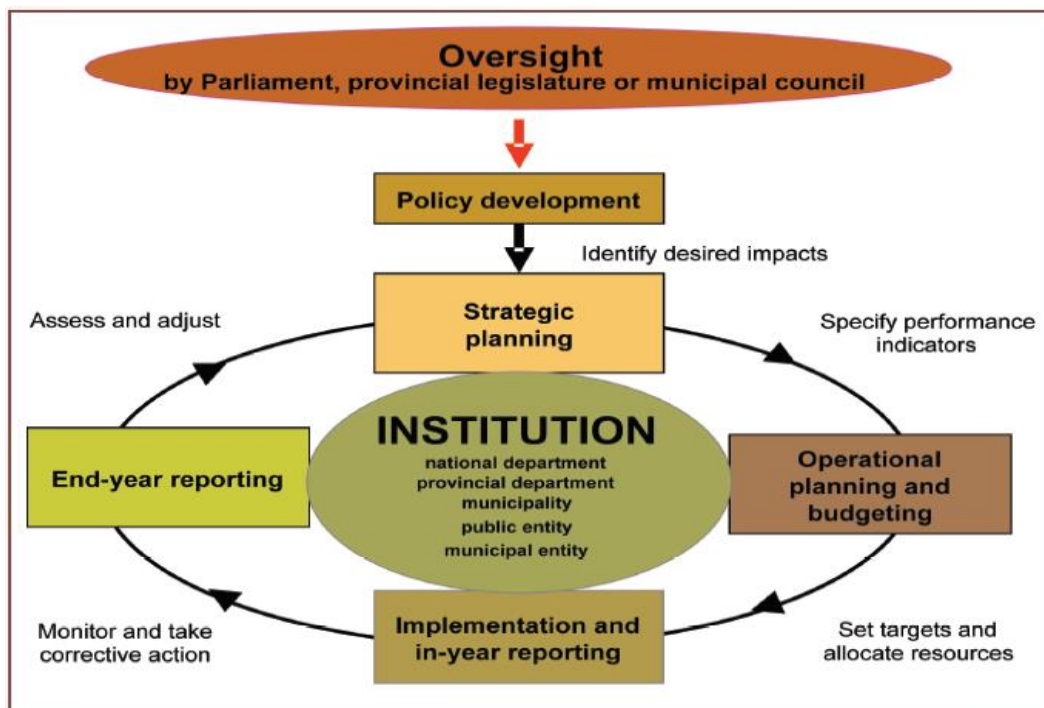 Oversight
by Parliament, provincial legislature or municipal council
Policy development
Identify desired impacts
Strategic
planning
Assess and adjust
Specify performance
indicators
INSTITUTION
national department
provincial department
municipality
public entity
municipal entity
End-year reporting
Operational
planning and
budgeting
Implementation and
in-year reporting
Monitor and take
corrective action
Set targets and
allocate resources